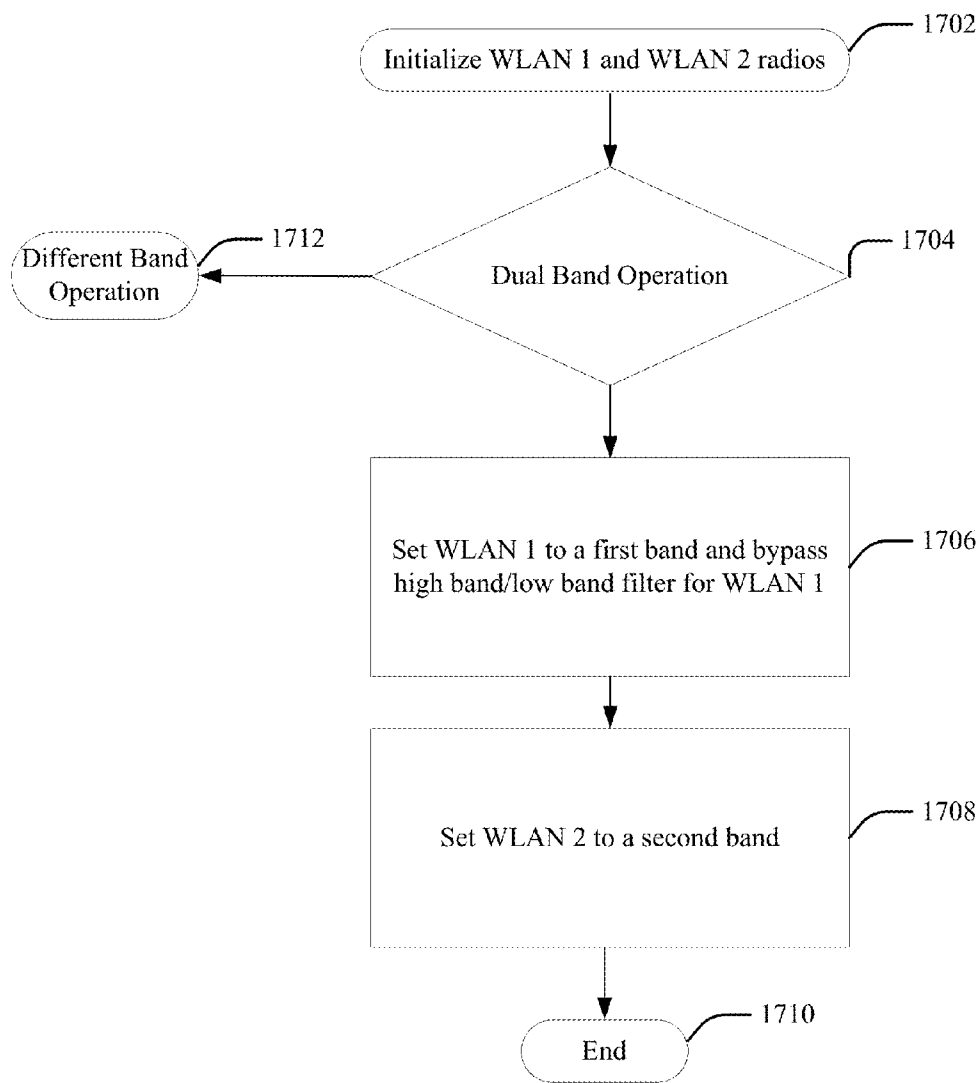 1702
Initialize WLAN 1 and WLAN 2 radios
1712
Different Band
Operation
1704
Dual Band Operation
1706
Set WLAN 1 to a first band and bypass
high band/low band filter for WLAN 1
1708
Set WLAN 2 to a second band
1710
End